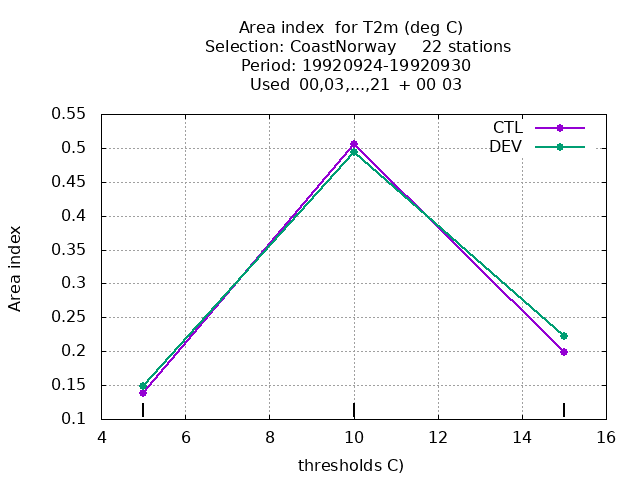 Area index  for T2m (deg C)
Selection: CoastNorway     22 stations
Period: 19920924-19920930
Used  00,03,...,21  + 00 03
CTL
DEV
0.55
0.5
0.45
0.4
0.35
0.3
0.25
0.2
0.15
0.1
Area index
4 6 8 10 12 14 16
thresholds C)